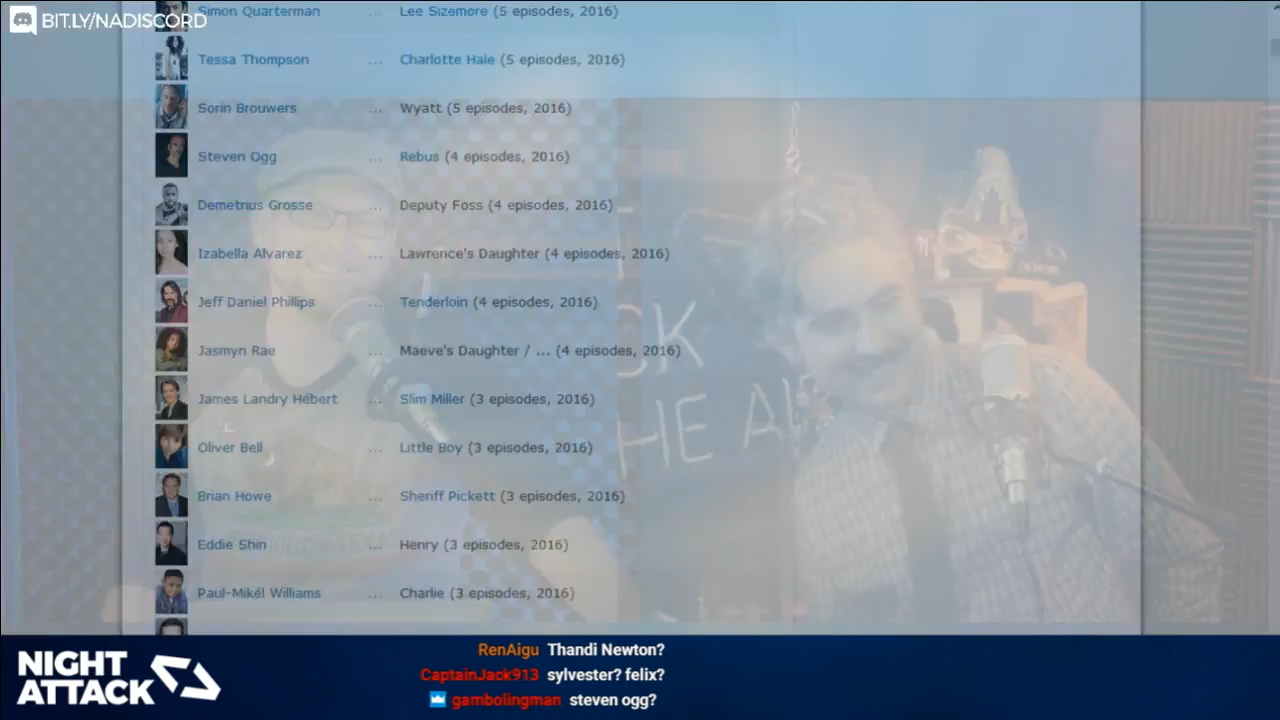 BIT.LY/NADISCORD
Simon Quarterman ... Lee Sizemore (5 episodes, 2016)
Tessa Thompson ... Charlotte Hale (5 episodes, 2016)
Sorin Brouwers ... Wyatt (5 episodes, 2016)
Steven Ogg ... Rebus (4 episodes, 2016)
Demetrius Grosse ... Deputy Foss (4 episodes, 2016)
Izabella Alvarez ... Lawrence's Daughter (4 episodes, 2016)
Jeff Daniel Phillips ... Tenderloin (4 episodes, 2016)
Jasmyn Rae ... Maeve's Daughter / ... (4 episodes, 2016)
James Landry Hébert ... Slim Miller (3 episodes, 2016)
Oliver Bell ... Little Boy (3 episodes, 2016)
Brian Howe ... Sheriff Pickett (3 episodes, 2016)
Eddie Shin ... Henry (3 episodes, 2016)
Paul-Mikél Williams ... Charlie (3 episodes, 2016)
CK
HE A
NIGHT
ATTACK
RenAigu Thandi Newton?
CaptainJack913 sylvester? felix?
gambolingman steven ogg?